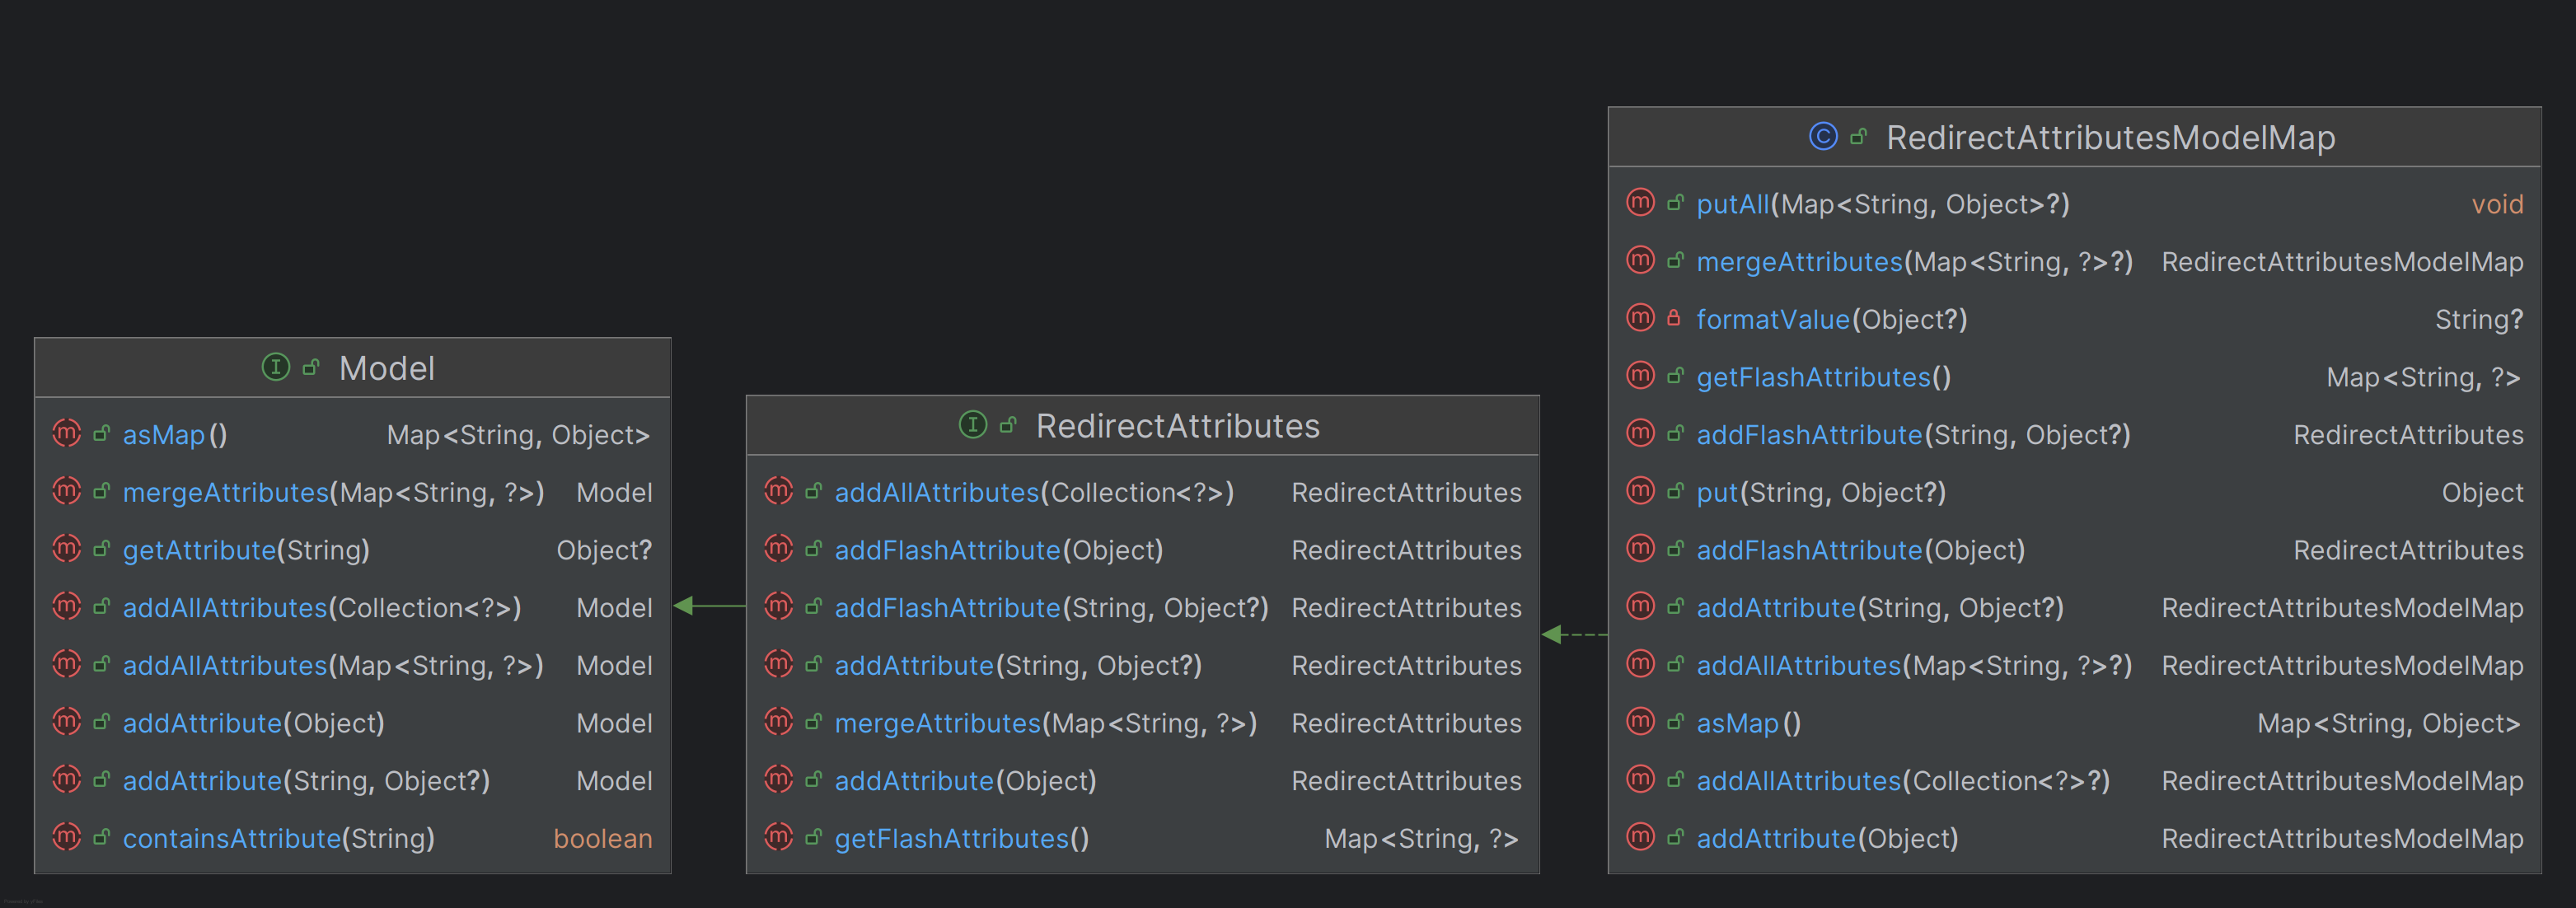 Model
asMap() Map<String, Object>
mergeAttributes(Map<String, ?>) Model
getAttribute(String) Object?
addAllAttributes(Collection<?>) Model
addAllAttributes(Map<String, ?>) Model
addAttribute(Object) Model
addAttribute(String, Object?) Model
containsAttribute(String) boolean
RedirectAttributes
addAllAttributes(Collection<?>) RedirectAttributes
addFlashAttribute(Object) RedirectAttributes
addFlashAttribute(String, Object?) RedirectAttributes
addAttribute(String, Object?) RedirectAttributes
mergeAttributes(Map<String, ?>) RedirectAttributes
addAttribute(Object) RedirectAttributes
getFlashAttributes() Map<String, ?>
RedirectAttributesModelMap
putAll(Map<String, Object>?) void
mergeAttributes(Map<String, ?>?) RedirectAttributesModelMap
formatValue(Object?) String?
getFlashAttributes() Map<String, ?>
addFlashAttribute(String, Object?) RedirectAttributes
put(String, Object?) Object
addFlashAttribute(Object) RedirectAttributes
addAttribute(String, Object?) RedirectAttributesModelMap
addAllAttributes(Map<String, ?>?) RedirectAttributesModelMap
asMap() Map<String, Object>
addAllAttributes(Collection<?>?) RedirectAttributesModelMap
addAttribute(Object) RedirectAttributesModelMap